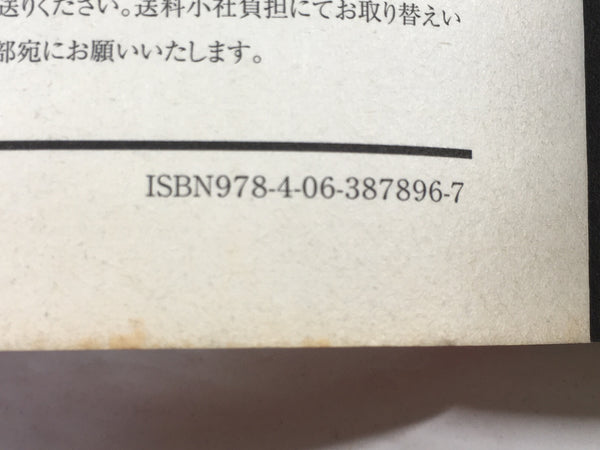 送りください。送料小社負担にてお取り替えい
部宛にお願いいたします。
ISBN978-4-06-387896-7